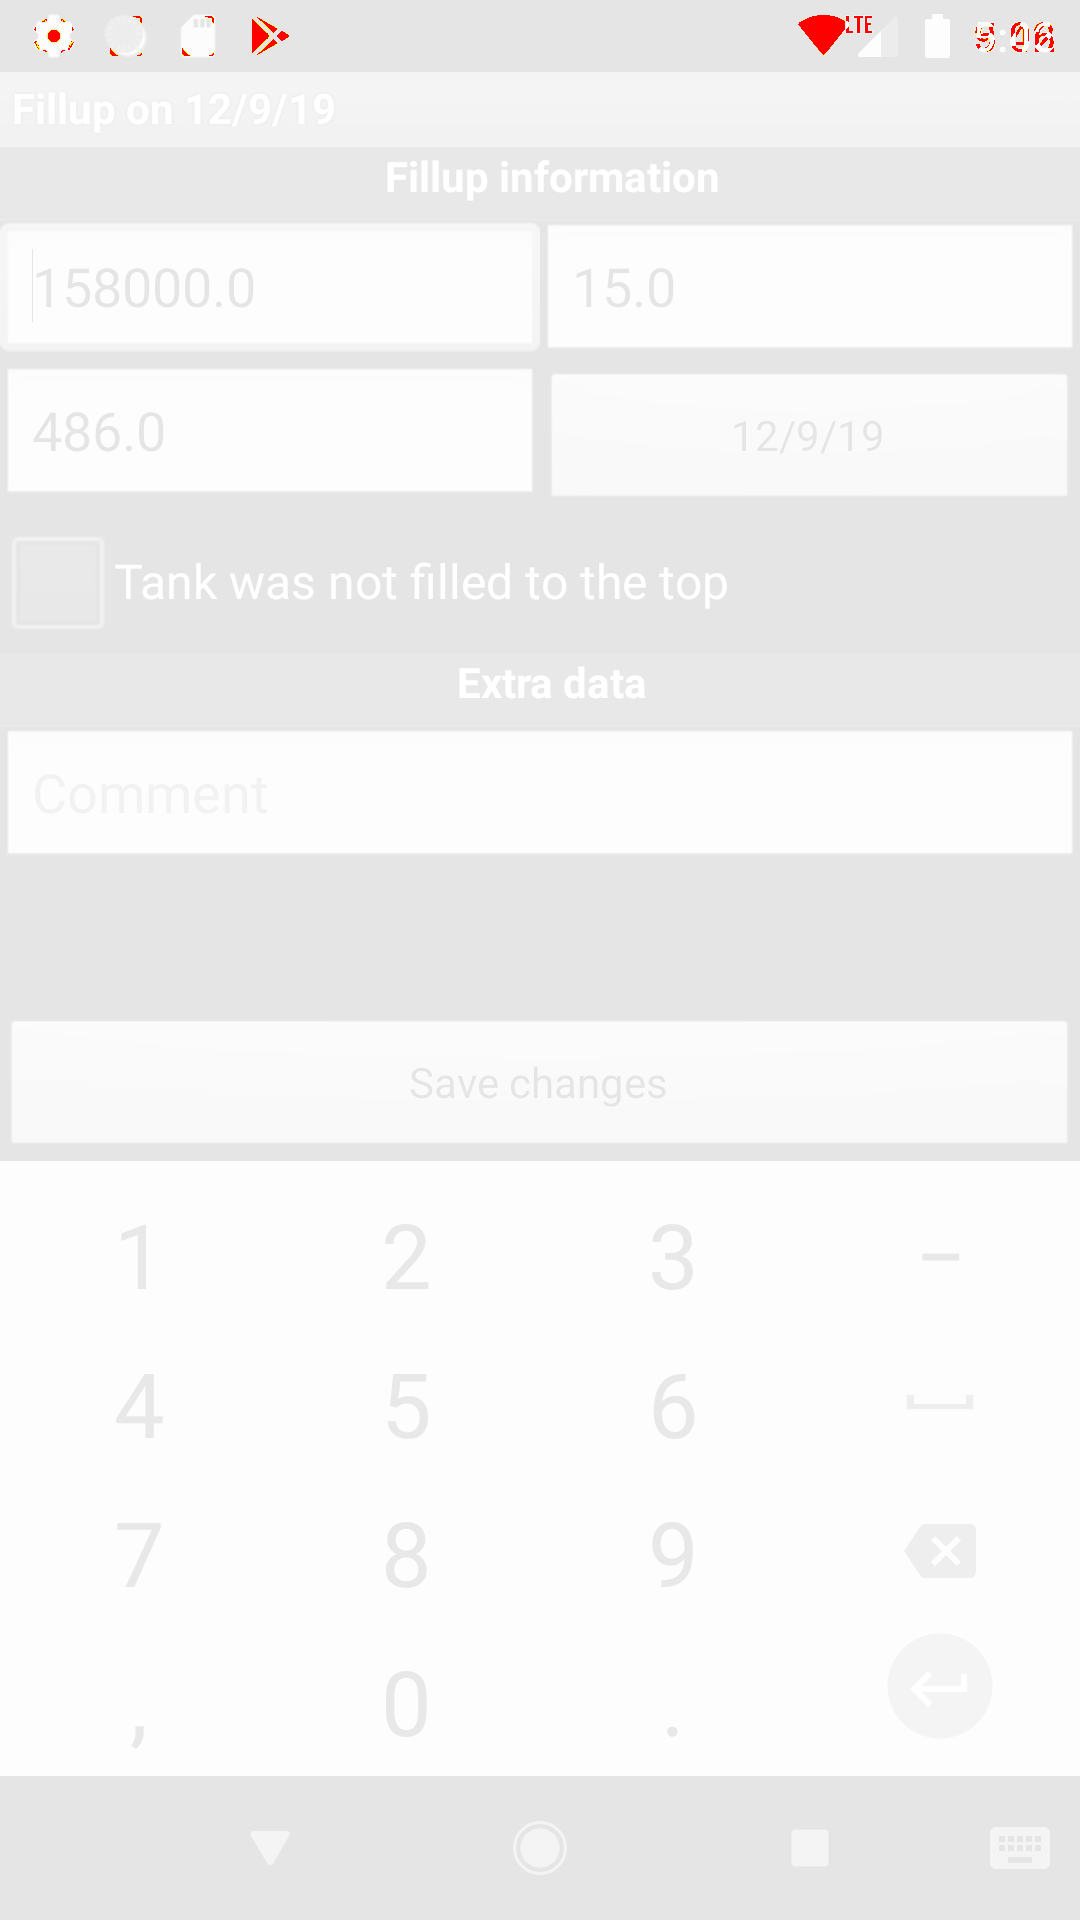 LTE
Fillup on 12/9/19
Fillup information
158000.0 15.0
486.0 12/9/19
Tank was not filled to the top
Extra data
Comment
Save changes
1 2 3 –
4 5 6
7 8 9
, 0 .